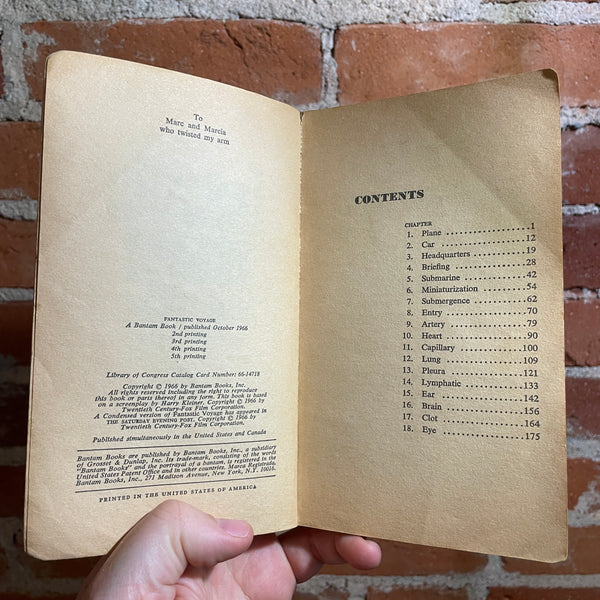 To
Marc and Marcia
who twisted my arm
FANTASTIC VOYAGE
A Bantam Book / published October 1966
2nd printing
3rd printing
4th printing
5th printing
Library of Congress Catalog Card Number: 66-14718
Copyright © 1966 by Bantam Books, Inc.
All rights reserved including the right to reproduce
this book or parts thereof in any form. This book is based
on a screenplay by Harry Kleiner. Copyright © 1966 by
Twentieth Century-Fox Film Corporation.
A Condensed version of Fantastic Voyage has appeared in
THE SATURDAY EVENING POST. Copyright © 1966 by
Twentieth-Century-Fox Film Corporation.
Published simultaneously in the United States and Canada
Bantam Books are published by Bantam Books, Inc., a subsidiary
of Grosset & Dunlap, Inc. Its trade-mark, consisting of the words
"Bantam Books" and the portrayal of a bantam, is registered in the
United States Patent Office and in other countries. Marca Registrada.
Bantam Books, Inc., 271 Madison Avenue, New York, N.Y. 10016.
PRINTED IN THE UNITED STATES OF AMERICA
CONTENTS
CHAPTER
1. Plane ..................... 1
2. Car ..................... 12
3. Headquarters ..................... 19
4. Briefing ..................... 28
5. Submarine ..................... 42
6. Miniaturization ..................... 54
7. Submergence ..................... 62
8. Entry ..................... 70
9. Artery ..................... 79
10. Heart ..................... 90
11. Capillary ..................... 100
12. Lung ..................... 109
13. Pleura ..................... 121
14. Lymphatic ..................... 133
15. Ear ..................... 142
16. Brain ..................... 156
17. Clot ..................... 164
18. Eye ..................... 175